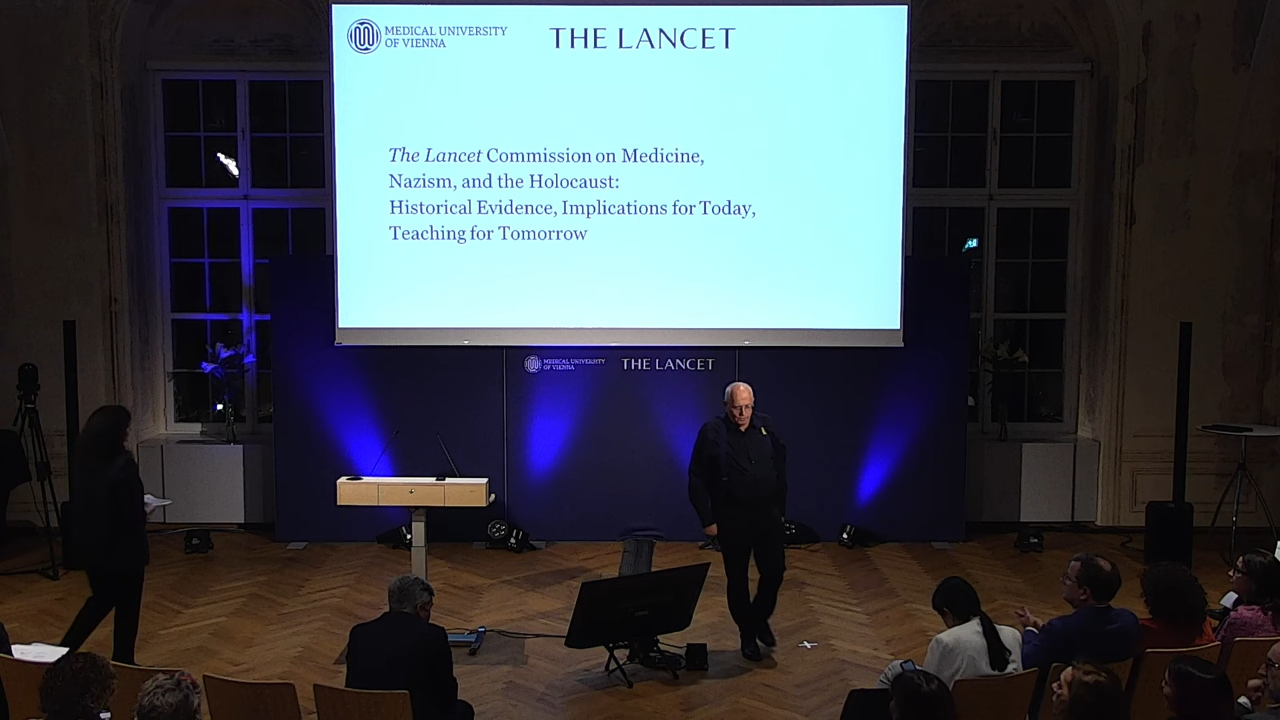 MEDICAL UNIVERSITY
OF VIENNA
THE LANCET
The Lancet Commission on Medicine,
Nazism, and the Holocaust:
Historical Evidence, Implications for Today,
Teaching for Tomorrow
MEDICAL UNIVERSITY
OF VIENNA
THE LANCET